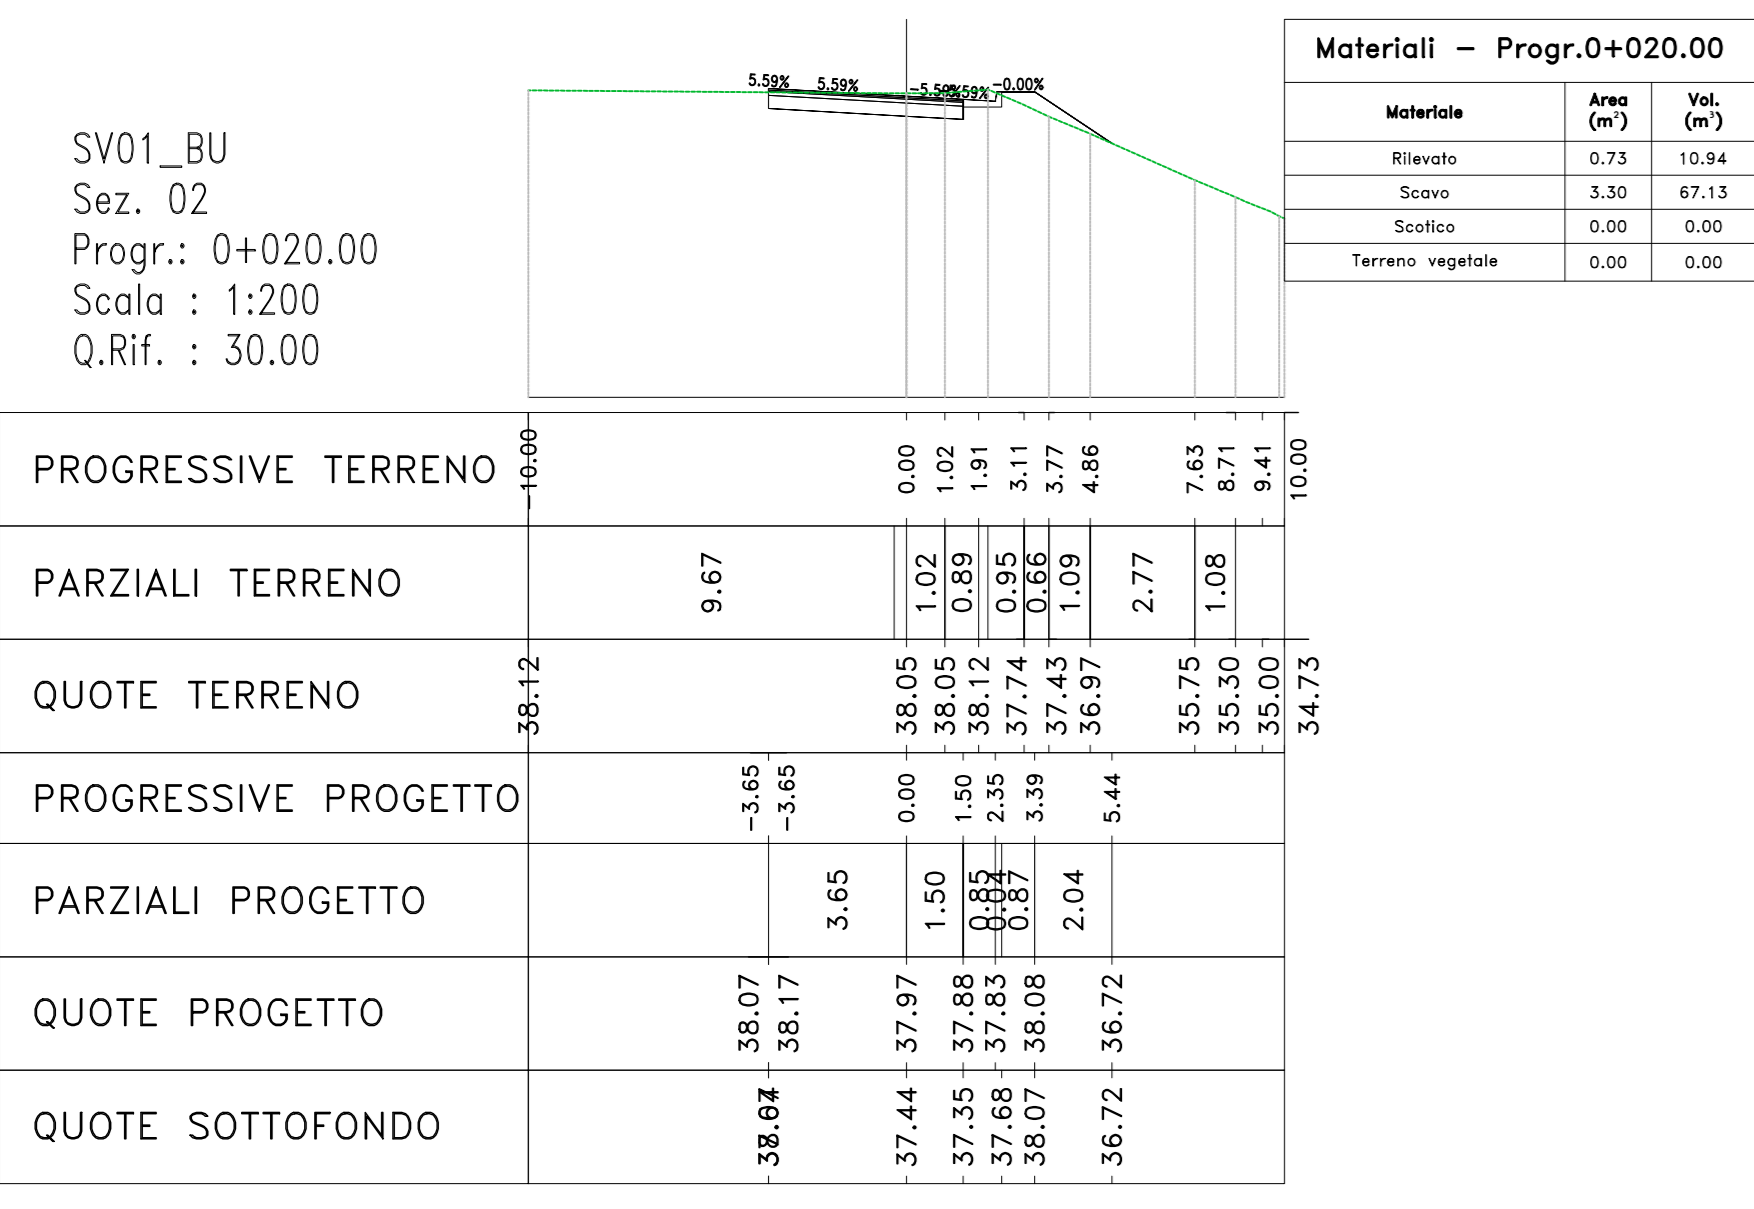 5.59%
5.59%
-0.00%
SV01_BU
Sez. 02
Progr.: 0+020.00
Scala : 1:200
Q.Rif. : 30.00
Materiali - Progr.0+020.00
Materiale Area (m²) Vol. (m³)
Rilevato 0.73 10.94
Scavo 3.30 67.13
Scotico 0.00 0.00
Terreno vegetale 0.00 0.00
PROGRESSIVE TERRENO -10.00 0.00 1.02 1.91 3.11 3.77 4.86 7.63 8.71 9.41 10.00
PARZIALI TERRENO 9.67 1.02 0.89 0.95 0.66 1.09 2.77 1.08
QUOTE TERRENO 38.12 38.05 38.05 38.12 37.74 37.43 36.97 35.75 35.30 35.00 34.73
PROGRESSIVE PROGETTO -3.65 -3.65 0.00 1.50 2.35 3.39 5.44
PARZIALI PROGETTO 3.65 1.50 0.85 0.04 0.87 2.04
QUOTE PROGETTO 38.07 38.17 37.97 37.88 37.83 38.08 36.72
QUOTE SOTTOFONDO 37.44 37.35 37.68 38.07 36.72